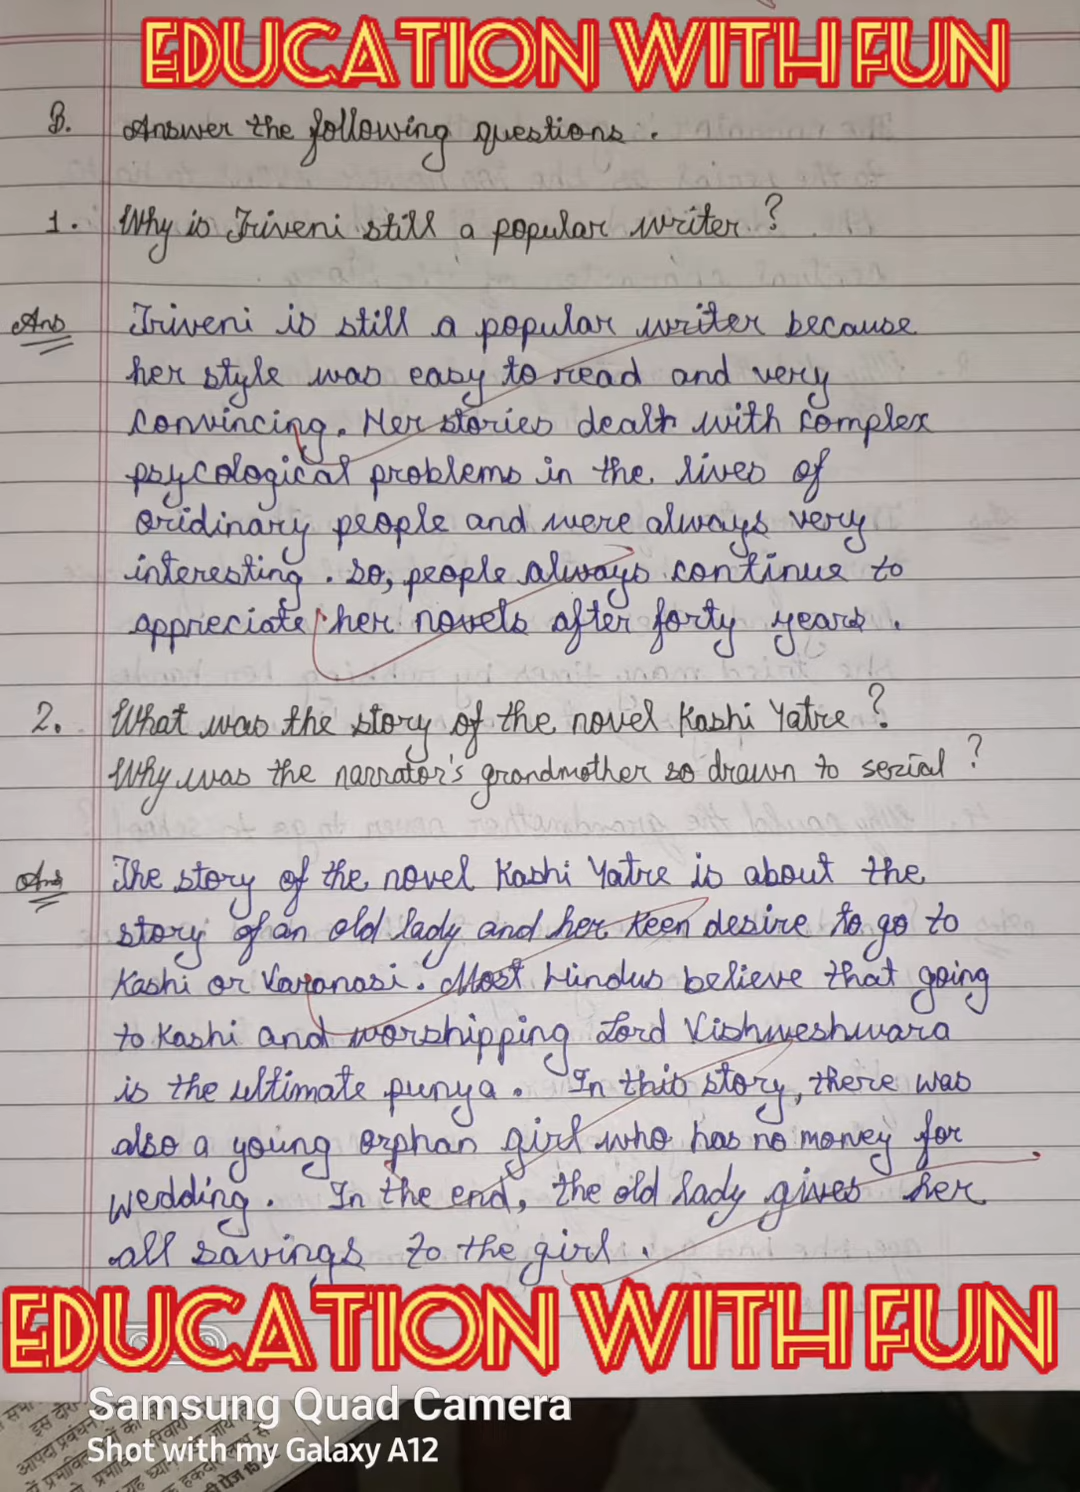 EDUCATION WITH FUN
B. Answer the following questions.
1. Why is Triveni still a popular writer?
Ans Triveni is still a popular writer because
her style was easy to read and very
convincing. Her stories dealt with complex
psycological problems in the lives of
oridinary people and were always very
interesting. So, people always continue to
appreciate her novels after forty years.
2. What was the story of the novel Kashi Yatre?
Why was the narrator's grandmother so drawn to serial?
Ans The story of the novel Kashi Yatre is about the
story of an old lady and her keen desire to go to
Kashi or Varanasi. Most Hindus believe that going
to Kashi and worshipping Lord Vishweshwara
is the ultimate punya. In this story, there was
also a young orphan girl who has no money for
wedding. In the end, the old lady gives her
all savings to the girl.
EDUCATION WITH FUN
Samsung Quad Camera
Shot with my Galaxy A12